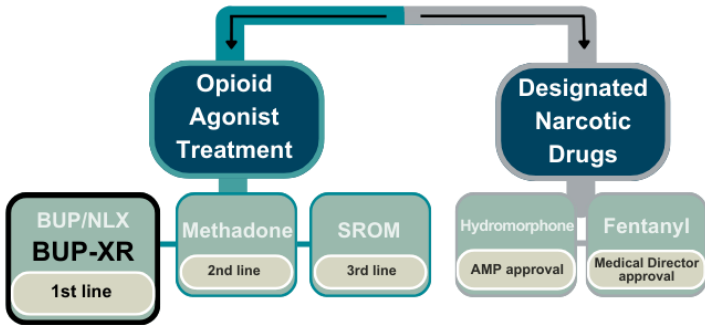 Opioid
Agonist
Treatment
Designated
Narcotic
Drugs
BUP/NLX
BUP-XR
1st line
Methadone
2nd line
SROM
3rd line
Hydromorphone
AMP approval
Fentanyl
Medical Director
approval